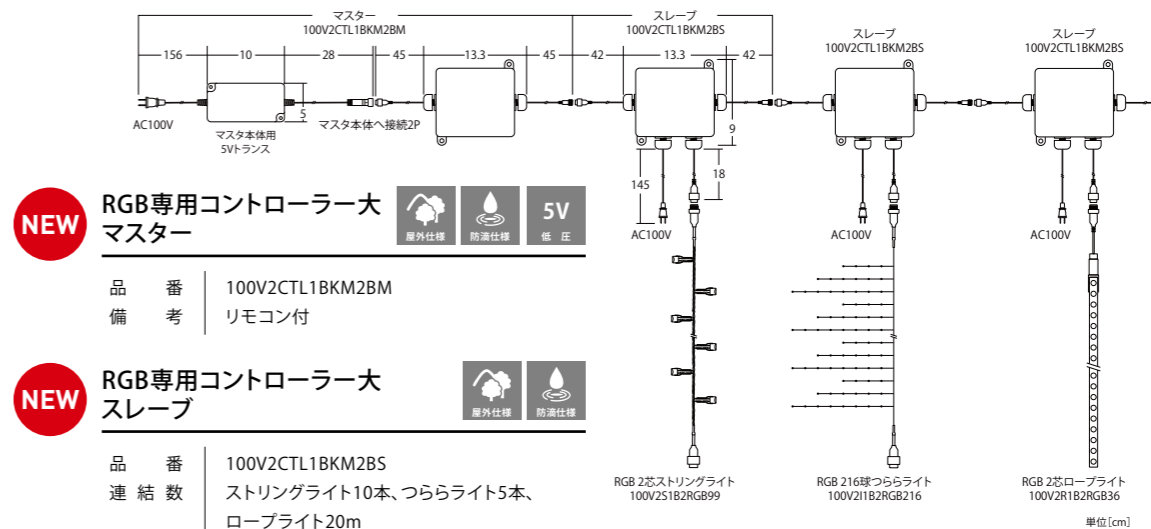 マスター
100V2CTL1BKM2BM
スレーブ
100V2CTL1BKM2BS
スレーブ
100V2CTL1BKM2BS
スレーブ
100V2CTL1BKM2BS
156
10
28
45
13.3
45
42
13.3
42
5
9
AC100V
マスタ本体用
5Vトランス
マスタ本体へ接続2P
145
18
AC100V
AC100V
AC100V
NEW
RGB専用コントローラー大
マスター
屋外仕様
防滴仕様
5V
低圧
品番 100V2CTL1BKM2BM
備考 リモコン付
NEW
RGB専用コントローラー大
スレーブ
屋外仕様
防滴仕様
品番 100V2CTL1BKM2BS
連結数 ストリングライト10本、つららライト5本、
ロープライト20m
RGB 2芯ストリングライト
100V2S1B2RGB99
RGB 216球つららライト
100V2I1B2RGB216
RGB 2芯ロープライト
100V2R1B2RGB36
単位[cm]